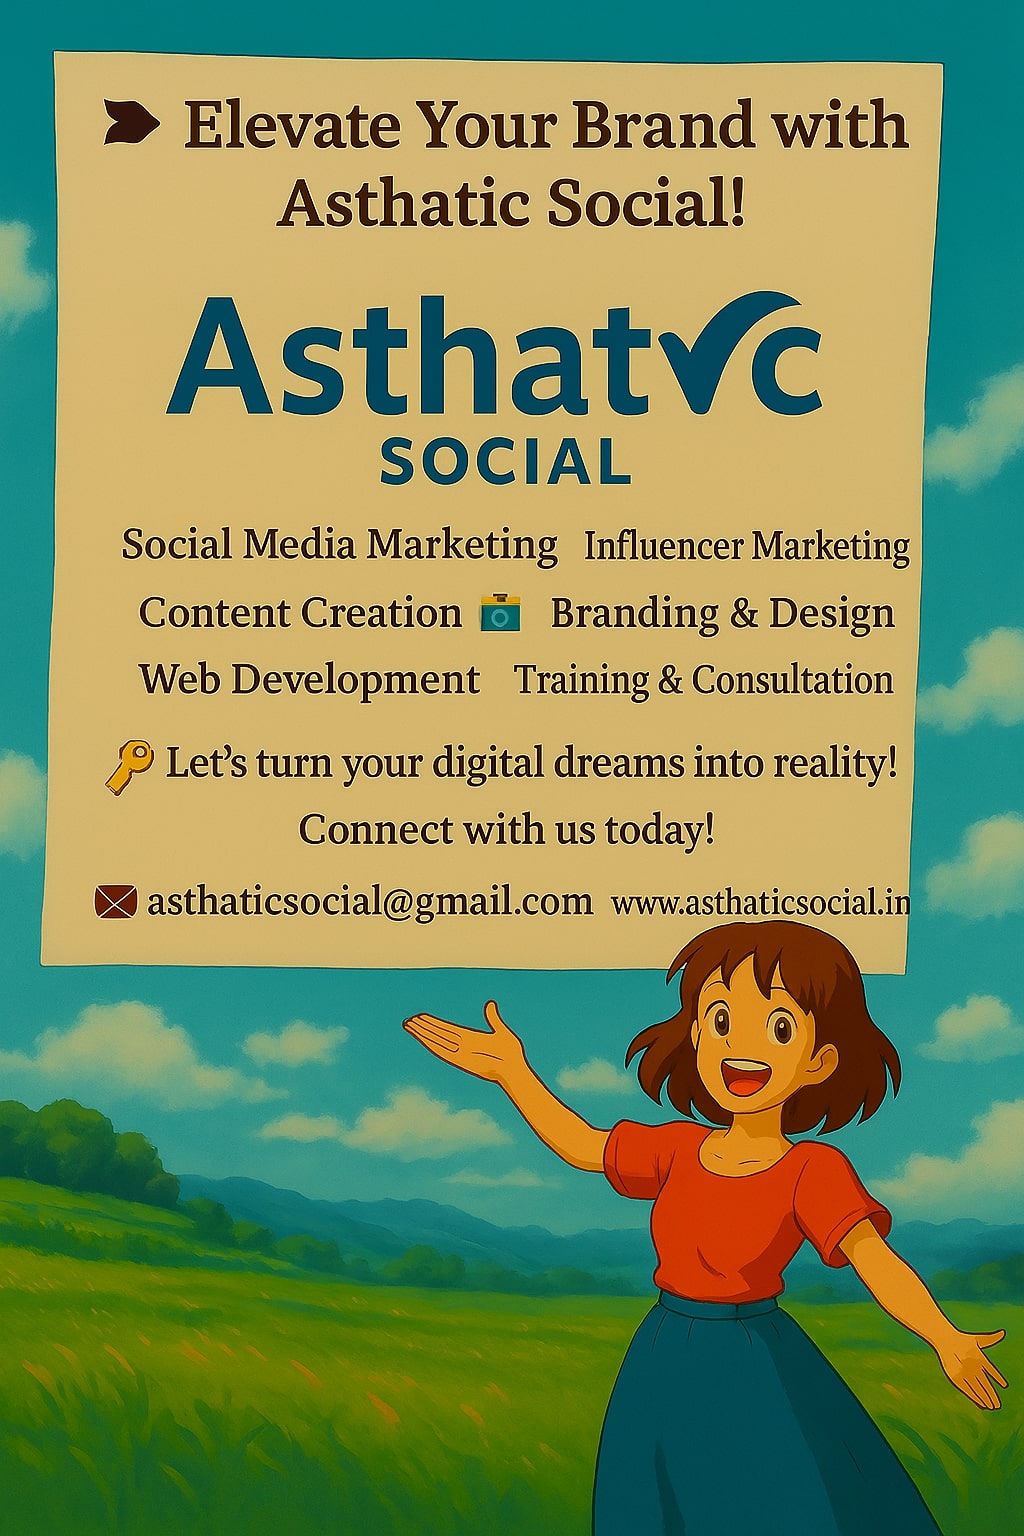 Elevate Your Brand with
Asthatic Social!
Asthatic
SOCIAL
Social Media Marketing Influencer Marketing
Content Creation Branding & Design
Web Development Training & Consultation
Let's turn your digital dreams into reality!
Connect with us today!
asthaticsocial@gmail.com www.asthaticsocial.in